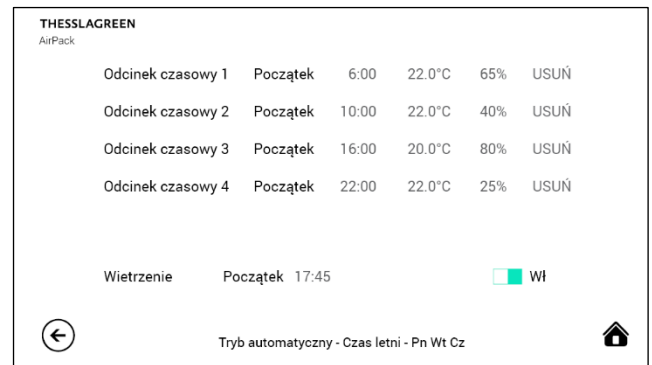 THESSLAGREEN
AirPack
Odcinek czasowy 1 Początek 6:00 22.0°C 65% USUŃ
Odcinek czasowy 2 Początek 10:00 22.0°C 40% USUŃ
Odcinek czasowy 3 Początek 16:00 20.0°C 80% USUŃ
Odcinek czasowy 4 Początek 22:00 22.0°C 25% USUŃ
Wietrzenie Początek 17:45 Wł
Tryb automatyczny - Czas letni - Pn Wt Cz